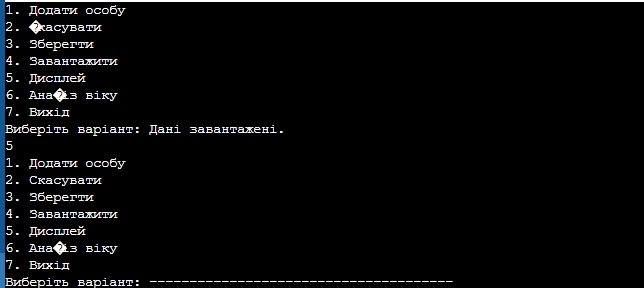 1. Додати особу
2. �касувати
3. Зберегти
4. Завантажити
5. Дисплей
6. Ана�із віку
7. Вихід
Виберіть варіант: Дані завантажені.
5
1. Додати особу
2. Скасувати
3. Зберегти
4. Завантажити
5. Дисплей
6. Ана�із віку
7. Вихід
Виберіть варіант: --------------------------------------